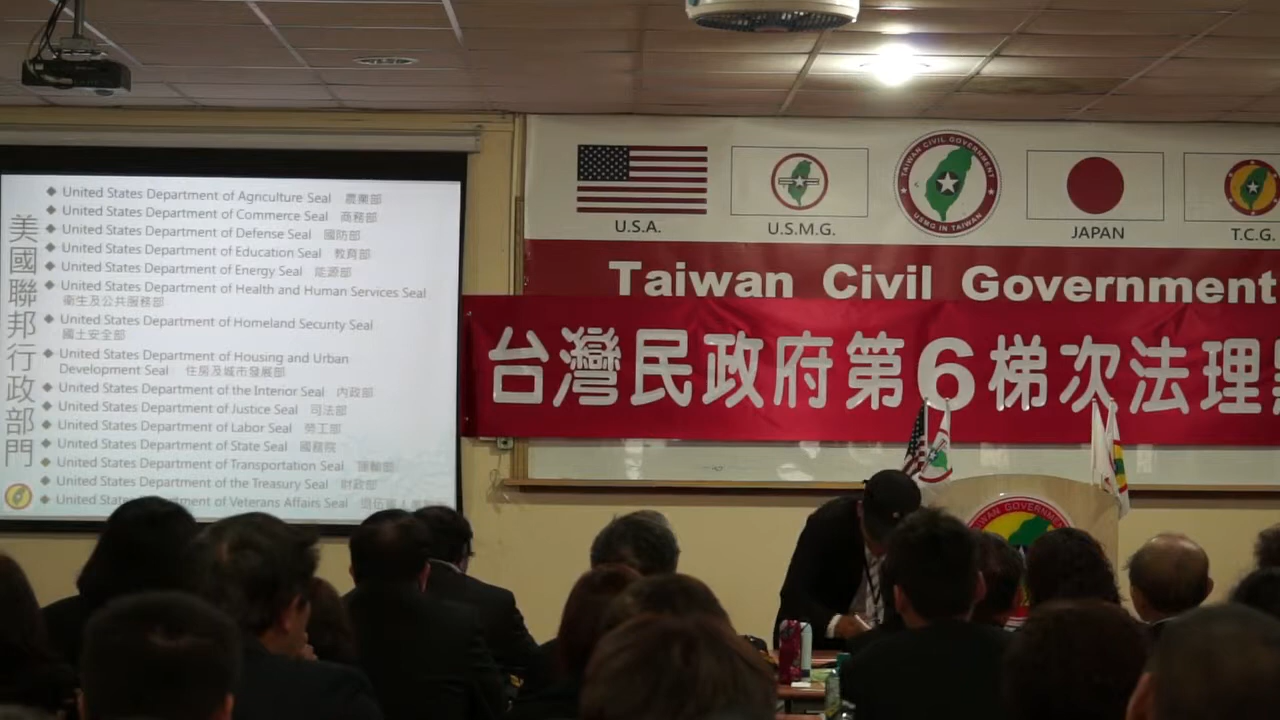 美國聯邦行政部門
United States Department of Agriculture Seal 農業部
United States Department of Commerce Seal 商務部
United States Department of Defense Seal 國防部
United States Department of Education Seal 教育部
United States Department of Energy Seal 能源部
United States Department of Health and Human Services Seal
衛生及公共服務部
United States Department of Homeland Security Seal
國土安全部
United States Department of Housing and Urban
Development Seal 住房及城市發展部
United States Department of the Interior Seal 內政部
United States Department of Justice Seal 司法部
United States Department of Labor Seal 勞工部
United States Department of State Seal 國務院
United States Department of Transportation Seal 運輸部
United States Department of the Treasury Seal 財政部
United States Department of Veterans Affairs Seal
TAIWAN CIVIL GOVERNMENT
USMG IN TAIWAN
U.S.A.
U.S.M.G.
JAPAN
T.C.G.
Taiwan Civil Government
台灣民政府第6梯次法理
TAIWAN GOVERNMENT